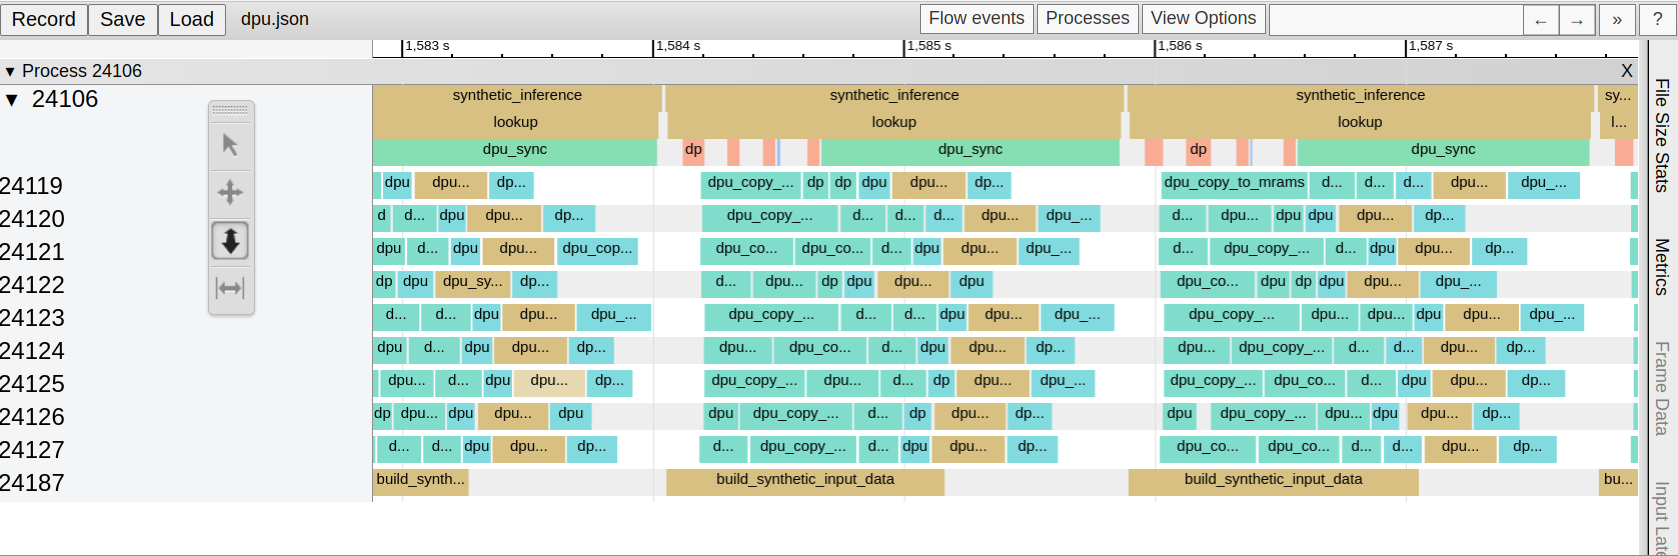 Record Save Load dpu.json Flow events Processes View Options ← → » ?
1,583 s 1,584 s 1,585 s 1,586 s 1,587 s
▼ Process 24106 X
▼ 24106 synthetic_inference synthetic_inference synthetic_inference sy...
lookup lookup lookup l...
dpu_sync dp dpu_sync dp dpu_sync
24119 dpu dpu... dp... dpu_copy_... dp dp dpu dpu... dp... dpu_copy_to_mrams d... d... d... dpu... dpu_...
24120 d d... dpu dpu... dp... dpu_copy_... d... d... d... dpu... dpu_... d... dpu... dpu dpu dpu... dp...
24121 dpu d... dpu dpu... dpu_cop... dpu_co... dpu_co... d... dpu dpu... dpu_... d... dpu_copy_... d... dpu dpu... dp...
24122 dp dpu dpu_sy... dp... d... dpu... dp dpu dpu... dpu dpu_co... dpu dp dpu dpu... dpu_...
24123 d... d... dpu dpu... dpu_... dpu_copy_... d... d... dpu dpu... dpu_... dpu_copy_... dpu... dpu... dpu dpu... dpu_...
24124 dpu d... dpu dpu... dp... dpu... dpu_co... d... dpu dpu... dp... dpu... dpu_copy_... d... d... dpu... dp...
24125 dpu... d... dpu dpu... dp... dpu_copy_... dpu... d... dp dpu... dpu_... dpu_copy_... dpu_co... d... dpu dpu... dp...
24126 dp dpu... dpu dpu... dpu dpu dpu_copy_... d... dp dpu... dp... dpu dpu_copy_... dpu... dpu dpu... dp...
24127 d... d... dpu dpu... dp... d... dpu_copy_... d... dpu dpu... dp... dpu_co... dpu_co... d... d... dpu... dp...
24187 build_synth... build_synthetic_input_data build_synthetic_input_data bu...
File Size Stats
Metrics
Frame Data
Input Late